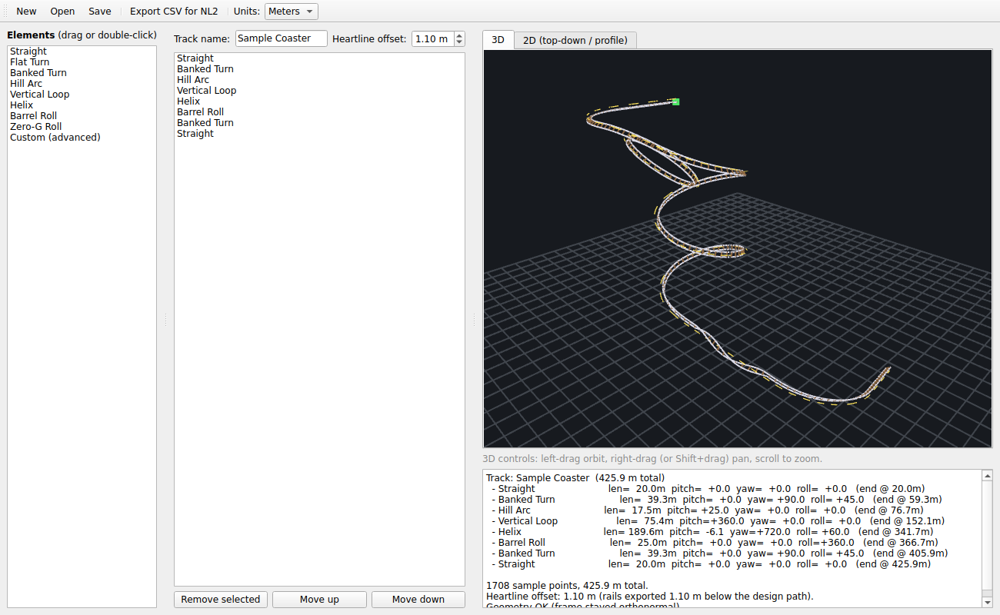 New Open Save Export CSV for NL2 Units: Meters
Elements (drag or double-click)
Straight
Flat Turn
Banked Turn
Hill Arc
Vertical Loop
Helix
Barrel Roll
Zero-G Roll
Custom (advanced)
Track name: Sample Coaster Heartline offset: 1.10 m
Straight
Banked Turn
Hill Arc
Vertical Loop
Helix
Barrel Roll
Banked Turn
Straight
Remove selected Move up Move down
3D 2D (top-down / profile)
3D controls: left-drag orbit, right-drag (or Shift+drag) pan, scroll to zoom.
Track: Sample Coaster (425.9 m total)
- Straight len= 20.0m pitch= +0.0 yaw= +0.0 roll= +0.0 (end @ 20.0m)
- Banked Turn len= 39.3m pitch= +0.0 yaw= +90.0 roll= +45.0 (end @ 59.3m)
- Hill Arc len= 17.5m pitch= +25.0 yaw= +0.0 roll= +0.0 (end @ 76.7m)
- Vertical Loop len= 75.4m pitch=+360.0 yaw= +0.0 roll= +0.0 (end @ 152.1m)
- Helix len= 189.6m pitch= -6.1 yaw=+720.0 roll= +60.0 (end @ 341.7m)
- Barrel Roll len= 25.0m pitch= +0.0 yaw= +0.0 roll=+360.0 (end @ 366.7m)
- Banked Turn len= 39.3m pitch= +0.0 yaw= +90.0 roll= +45.0 (end @ 405.9m)
- Straight len= 20.0m pitch= +0.0 yaw= +0.0 roll= +0.0 (end @ 425.9m)
1708 sample points, 425.9 m total.
Heartline offset: 1.10 m (rails exported 1.10 m below the design path).
Geometry OK (frame stayed orthonormal)